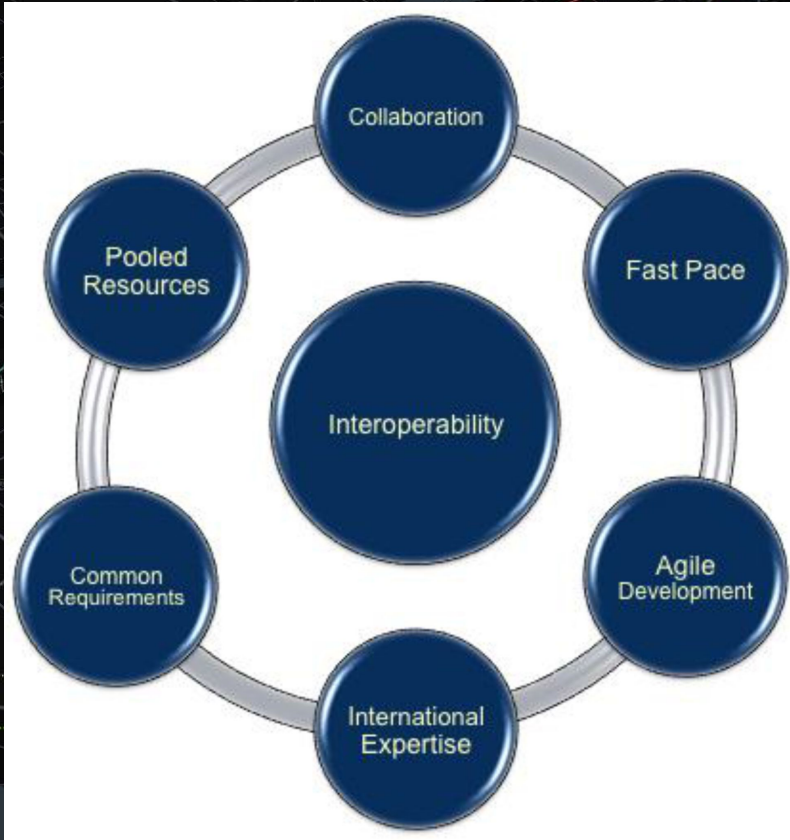 Collaboration
Fast Pace
Agile
Development
International
Expertise
Common
Requirements
Pooled
Resources
Interoperability